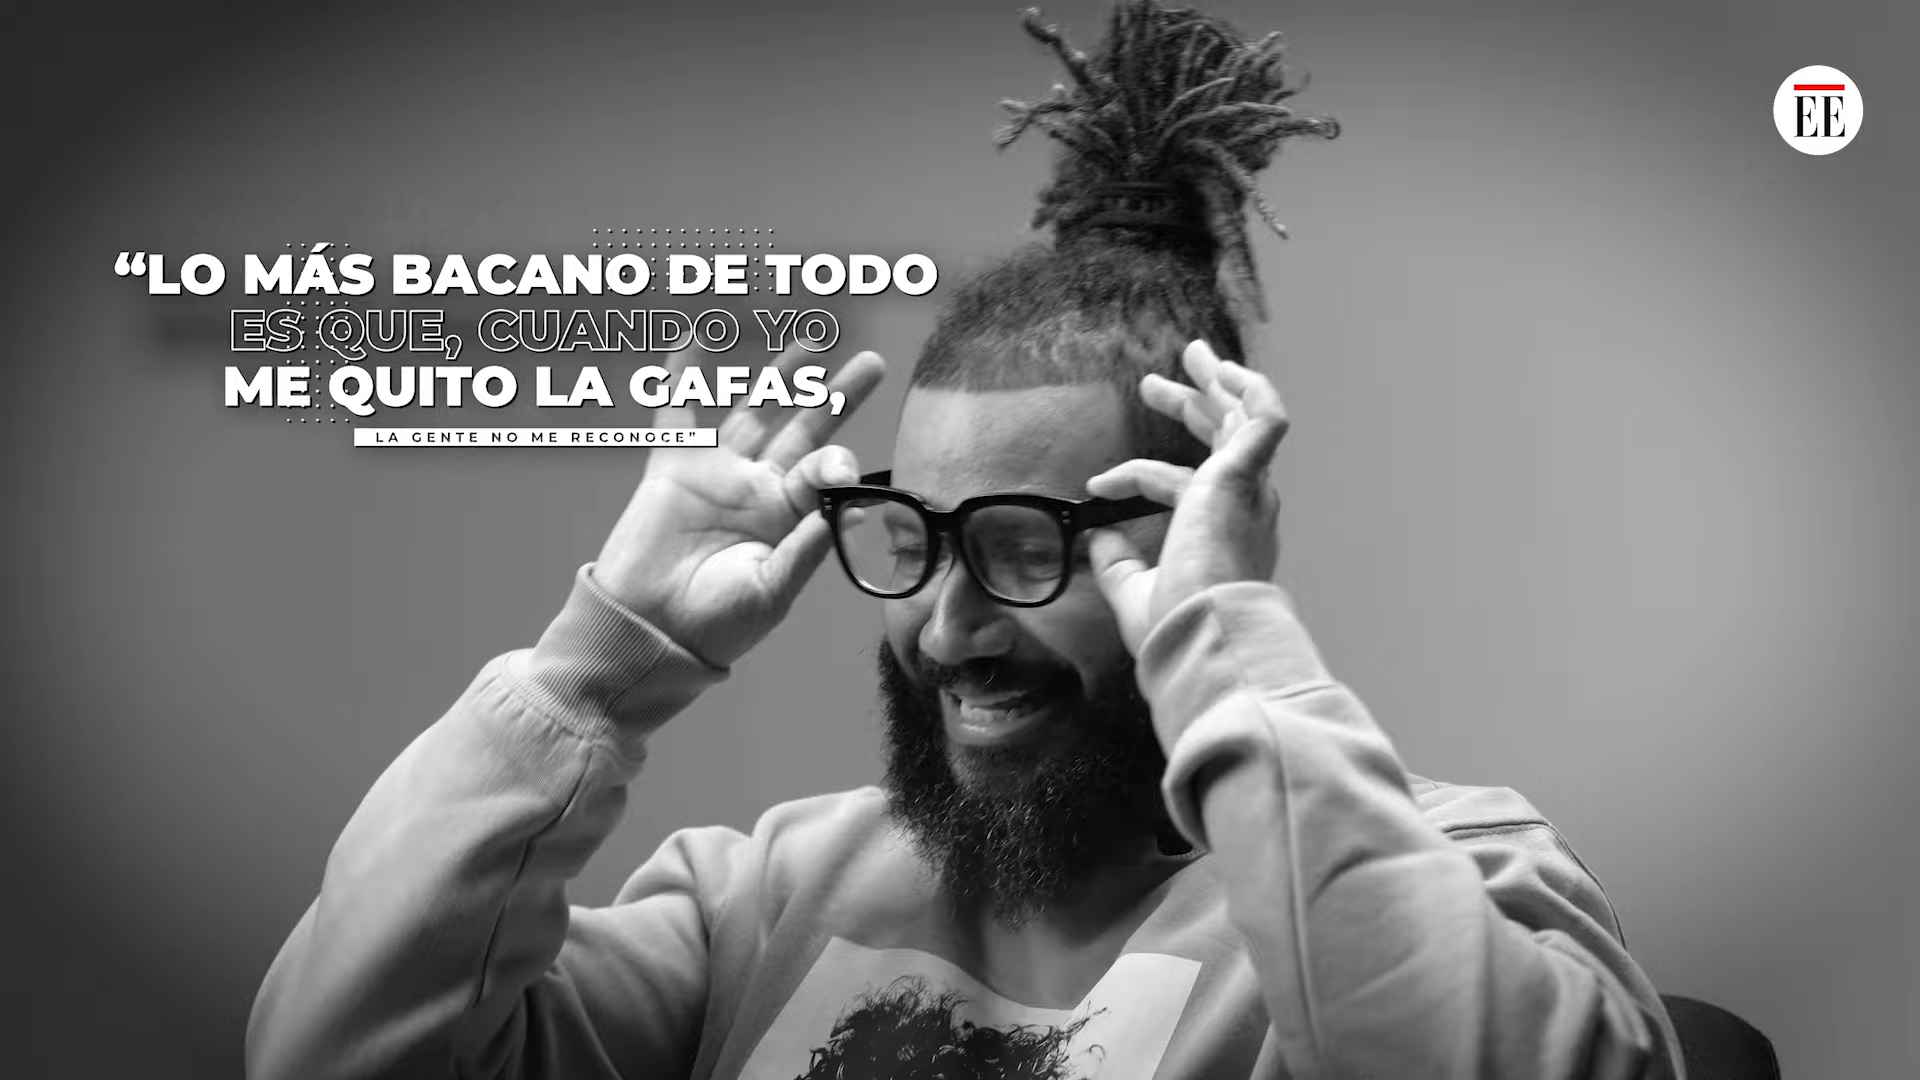 “LO MÁS BACANO DE TODO
ES QUE, CUANDO YO
ME QUITO LA GAFAS,
LA GENTE NO ME RECONOCE”
EE